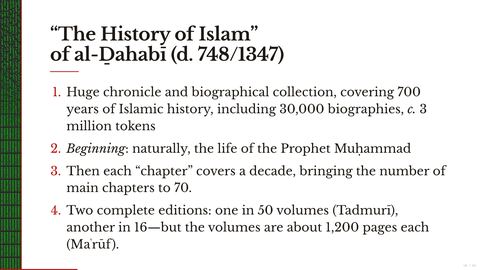 “The History of Islam”
of al-Ḏahabī (d. 748/1347)
1. Huge chronicle and biographical collection, covering 700
years of Islamic history, including 30,000 biographies, c. 3
million tokens
2. Beginning: naturally, the life of the Prophet Muḥammad
3. Then each “chapter” covers a decade, bringing the number of
main chapters to 70.
4. Two complete editions: one in 50 volumes (Tadmurī),
another in 16—but the volumes are about 1,200 pages each
(Maʿrūf).